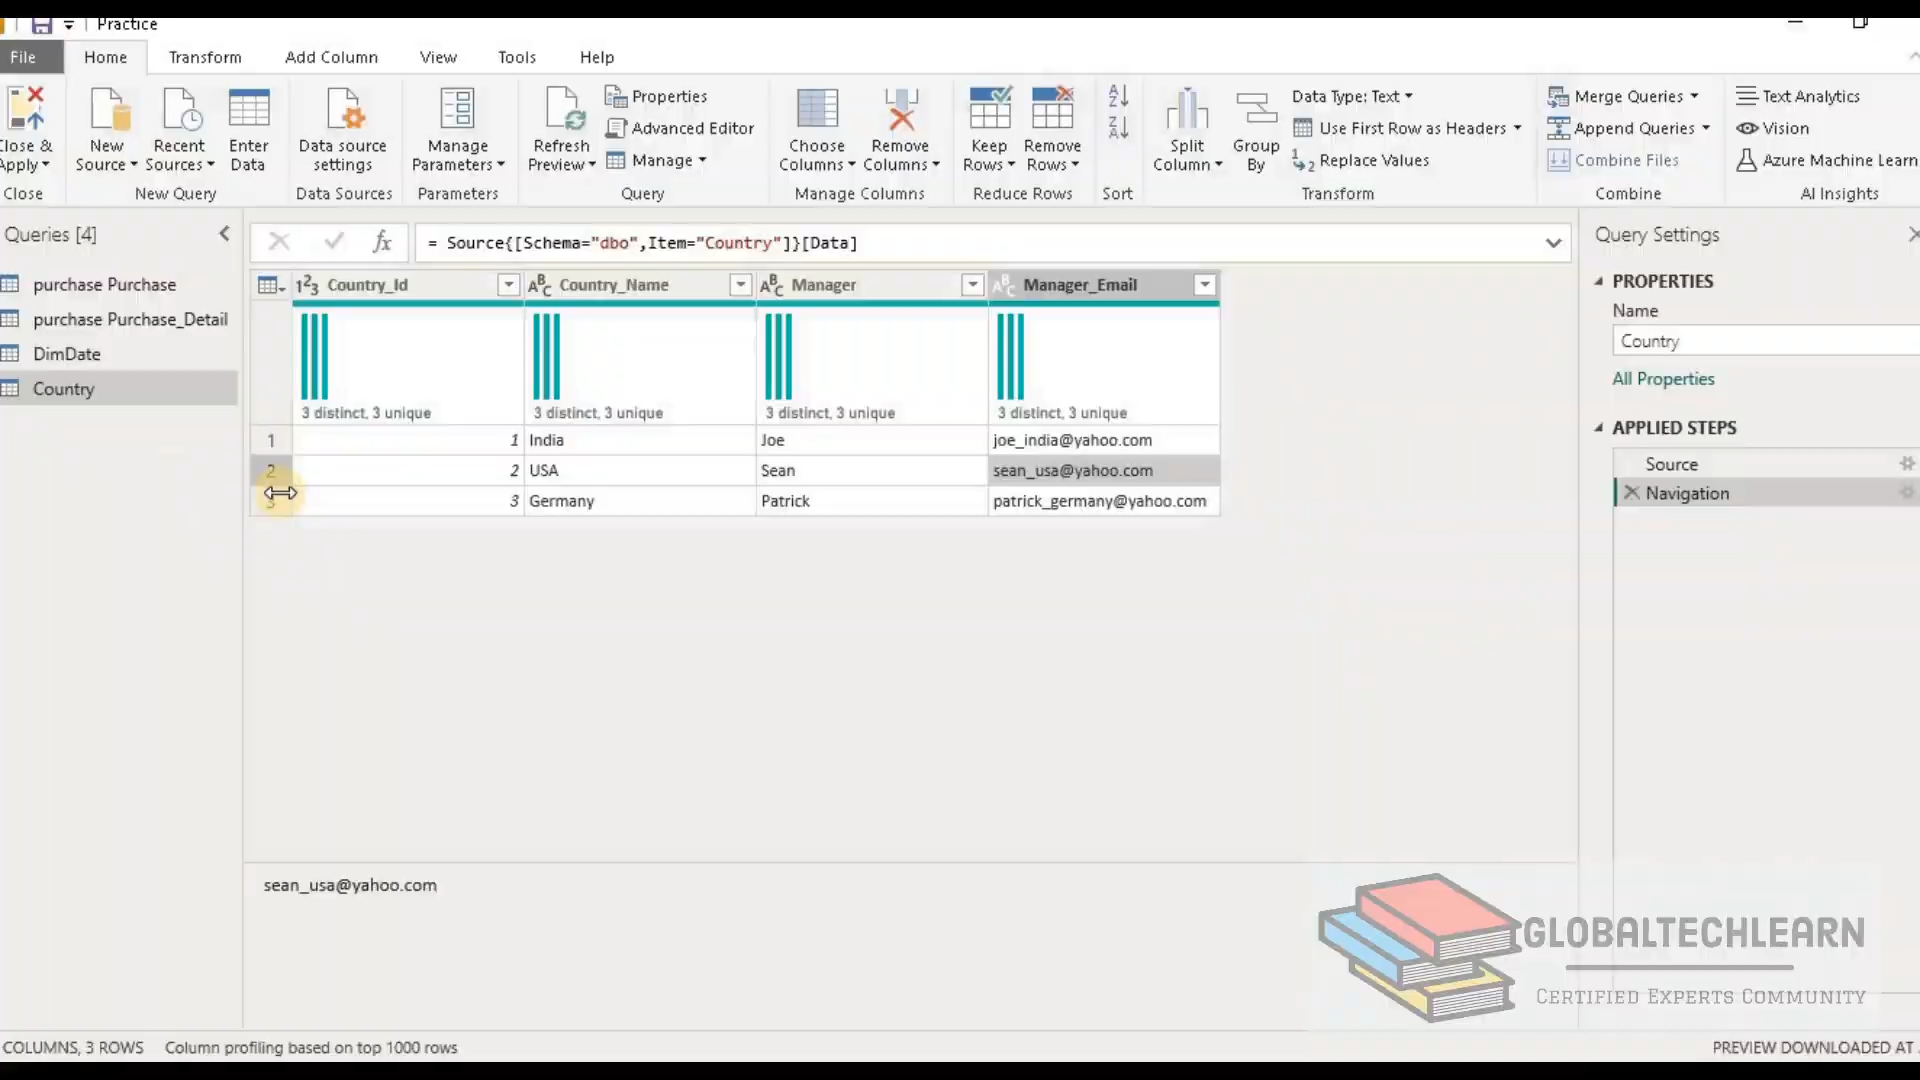 Practice
File Home Transform Add Column View Tools Help
Close & Apply
New Source
Recent Sources
Enter Data
Data source settings
Manage Parameters
Refresh Preview
Properties
Advanced Editor
Manage
Choose Columns
Remove Columns
Keep Rows
Remove Rows
Split Column
Group By
Data Type: Text
Use First Row as Headers
Replace Values
Merge Queries
Append Queries
Combine Files
Text Analytics
Vision
Azure Machine Learn
Close New Query Data Sources Parameters Query Manage Columns Reduce Rows Sort Transform Combine AI Insights
Queries [4]
purchase Purchase
purchase Purchase_Detail
DimDate
Country
fx = Source{[Schema="dbo",Item="Country"]}[Data]
123 Country_Id ABC Country_Name ABC Manager ABC Manager_Email
3 distinct, 3 unique 3 distinct, 3 unique 3 distinct, 3 unique 3 distinct, 3 unique
1 1 India Joe joe_india@yahoo.com
2 2 USA Sean sean_usa@yahoo.com
3 3 Germany Patrick patrick_germany@yahoo.com
Query Settings
PROPERTIES
Name
Country
All Properties
APPLIED STEPS
Source
Navigation
sean_usa@yahoo.com
GLOBALTECHLEARN
CERTIFIED EXPERTS COMMUNITY
COLUMNS, 3 ROWS Column profiling based on top 1000 rows
PREVIEW DOWNLOADED AT